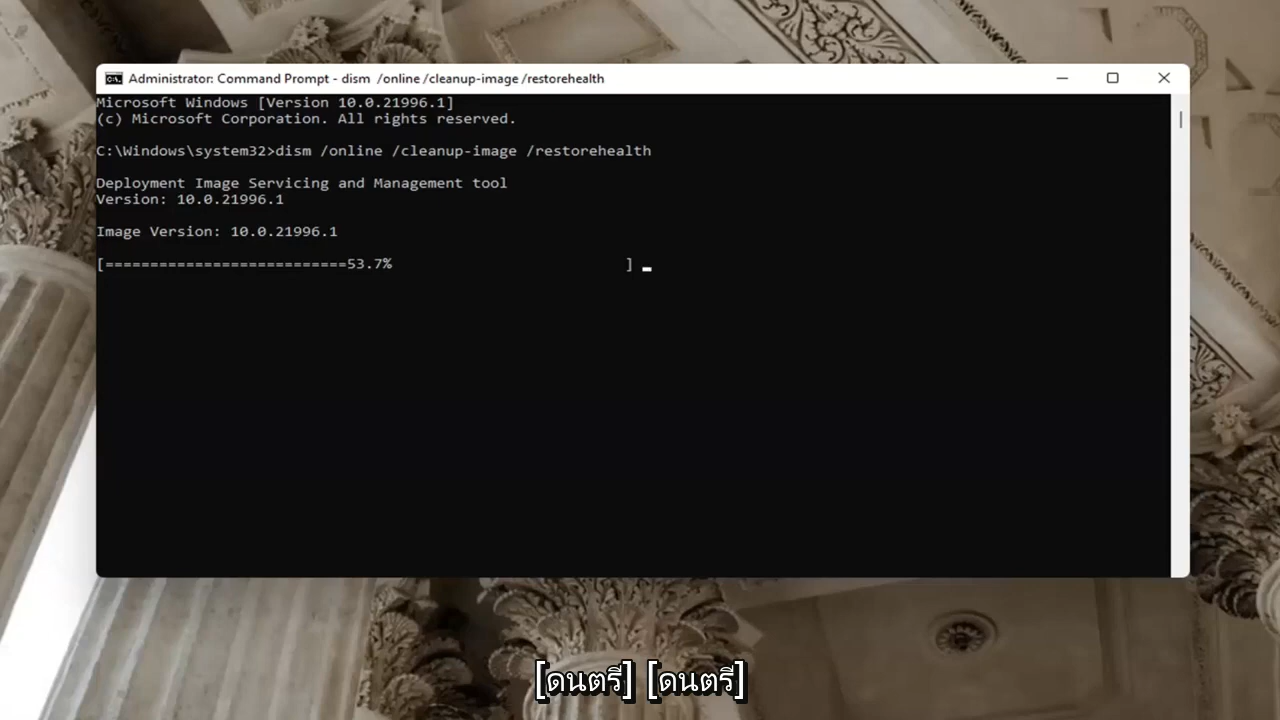 Administrator: Command Prompt - dism  /online /cleanup-image /restorehealth
Microsoft Windows [Version 10.0.21996.1]
(c) Microsoft Corporation. All rights reserved.
C:\Windows\system32>dism /online /cleanup-image /restorehealth
Deployment Image Servicing and Management tool
Version: 10.0.21996.1
Image Version: 10.0.21996.1
[===========================53.7%                          ]
[ดนตรี] [ดนตรี]